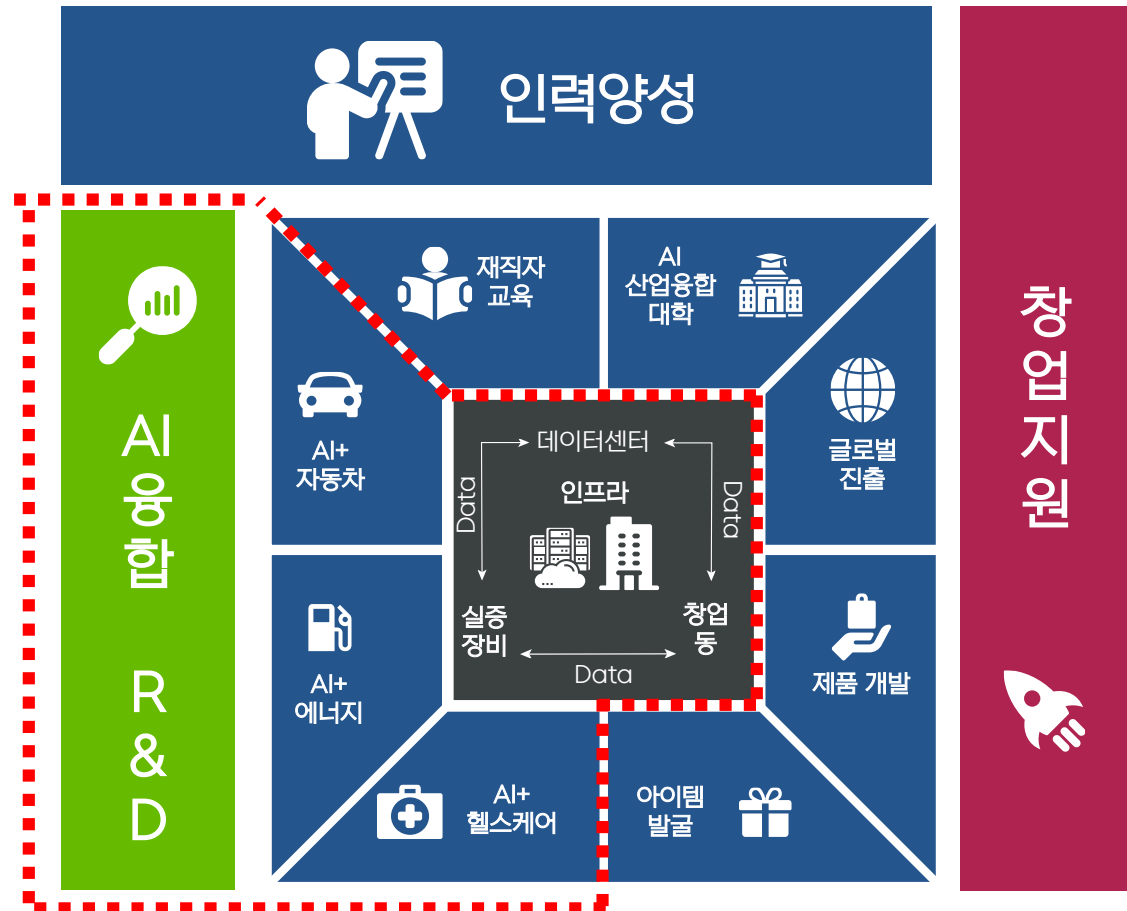 인력양성
AI
융
합
R
&
D
창
업
지
원
재직자
교육
AI
산업융합
대학
AI+
자동차
글로벌
진출
데이터센터
인프라
Data
Data
실증
장비
창업
동
Data
AI+
에너지
제품 개발
AI+
헬스케어
아이템
발굴